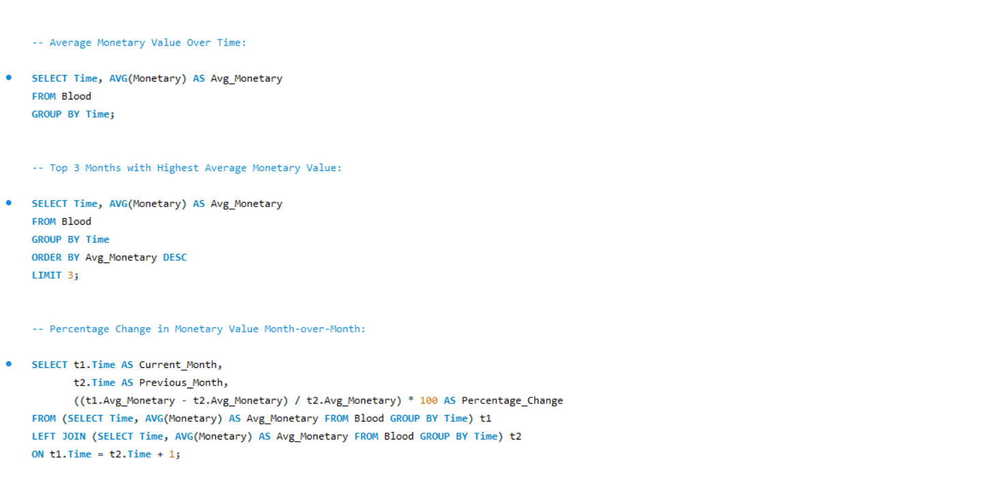 -- Average Monetary Value Over Time:
SELECT Time, AVG(Monetary) AS Avg_Monetary
FROM Blood
GROUP BY Time;
-- Top 3 Months with Highest Average Monetary Value:
SELECT Time, AVG(Monetary) AS Avg_Monetary
FROM Blood
GROUP BY Time
ORDER BY Avg_Monetary DESC
LIMIT 3;
-- Percentage Change in Monetary Value Month-over-Month:
SELECT t1.Time AS Current_Month,
t2.Time AS Previous_Month,
((t1.Avg_Monetary - t2.Avg_Monetary) / t2.Avg_Monetary) * 100 AS Percentage_Change
FROM (SELECT Time, AVG(Monetary) AS Avg_Monetary FROM Blood GROUP BY Time) t1
LEFT JOIN (SELECT Time, AVG(Monetary) AS Avg_Monetary FROM Blood GROUP BY Time) t2
ON t1.Time = t2.Time + 1;